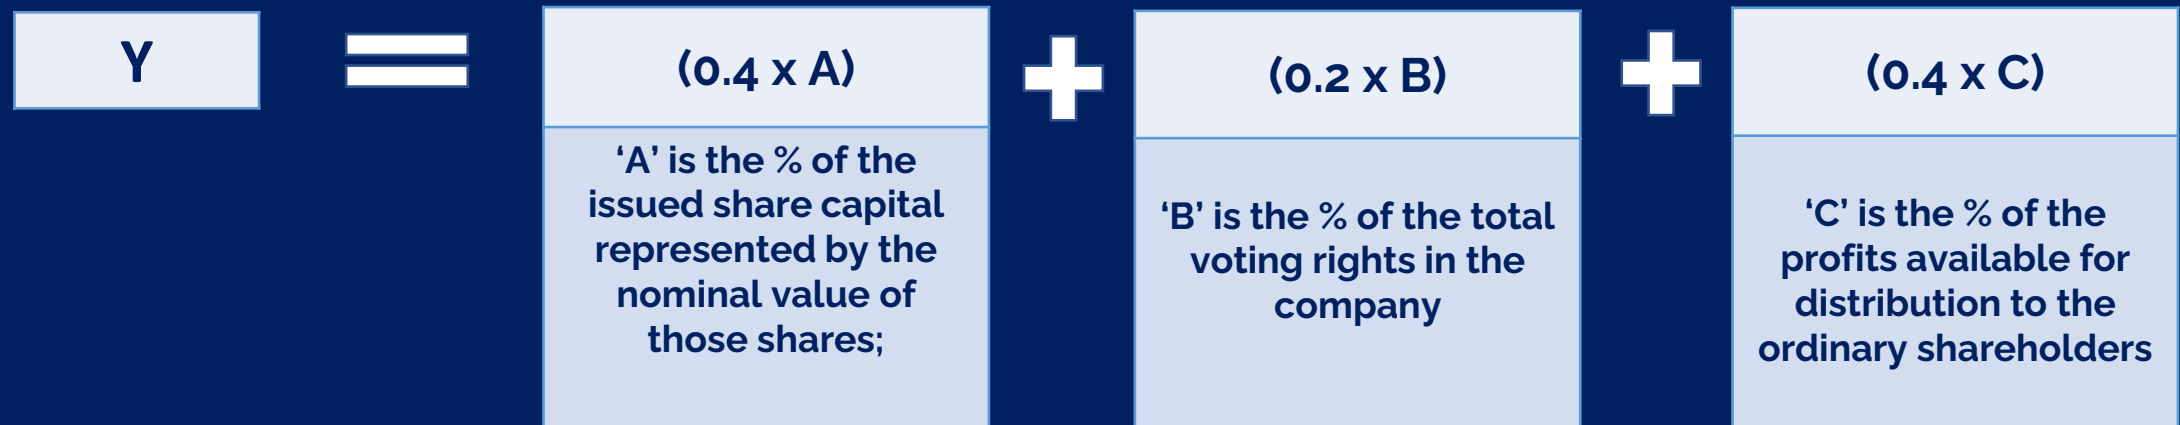 Y
(0.4 x A)
(0.2 x B)
(0.4 x C)
‘A’ is the % of the
issued share capital
represented by the
nominal value of
those shares;
‘B’ is the % of the total
voting rights in the
company
‘C’ is the % of the
profits available for
distribution to the
ordinary shareholders